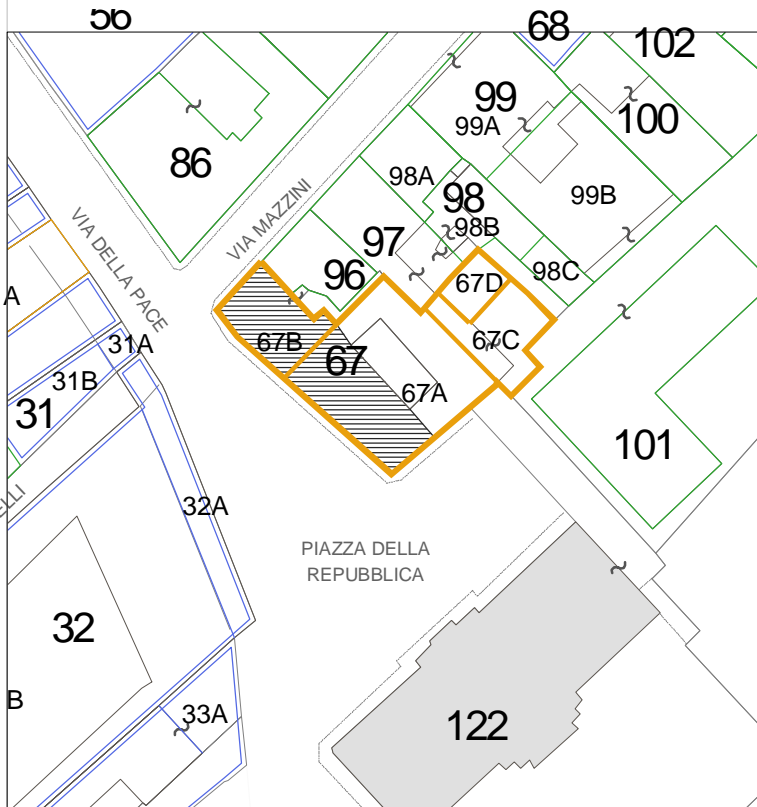 56
68
102
99
99A
100
86
98A
98
99B
VIA MAZZINI
98B
VIA DELLA PACE
97
96
98C
67D
A
67B
67C
31A
67
31B
67A
31
101
ELLI
32A
PIAZZA DELLA
REPUBBLICA
32
B
33A
122